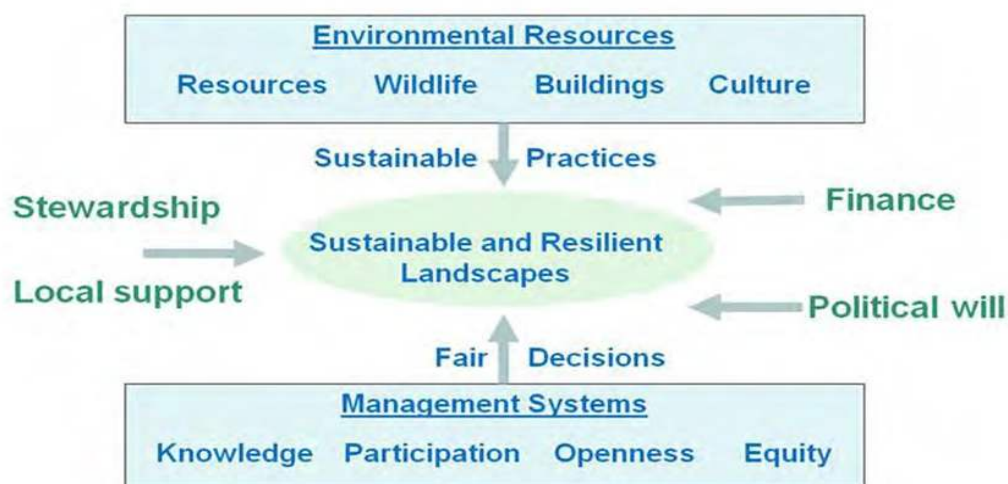 Environmental Resources
Resources Wildlife Buildings Culture
Sustainable Practices
Stewardship
Finance
Sustainable and Resilient
Landscapes
Local support
Political will
Fair Decisions
Management Systems
Knowledge Participation Openness Equity